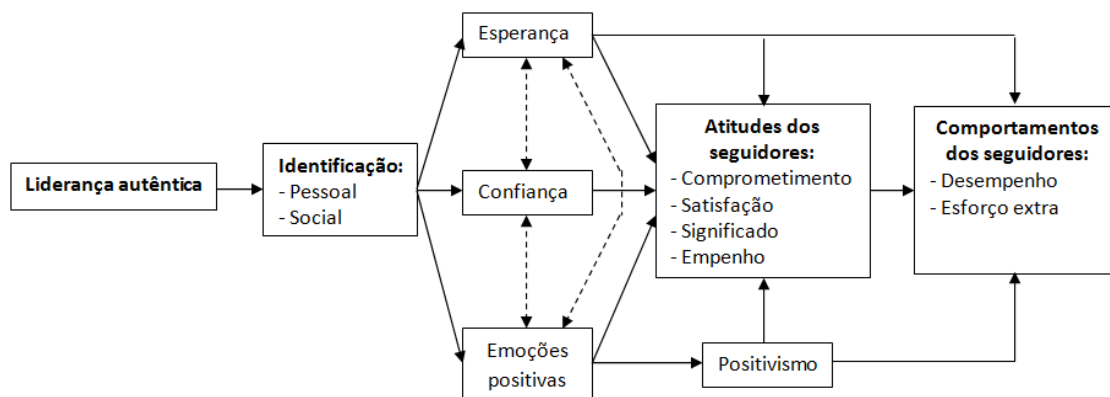 Liderança autêntica
Identificação:
- Pessoal
- Social
Esperança
Confiança
Emoções
positivas
Atitudes dos
seguidores:
- Comprometimento
- Satisfação
- Significado
- Empenho
Positivismo
Comportamentos
dos seguidores:
- Desempenho
- Esforço extra